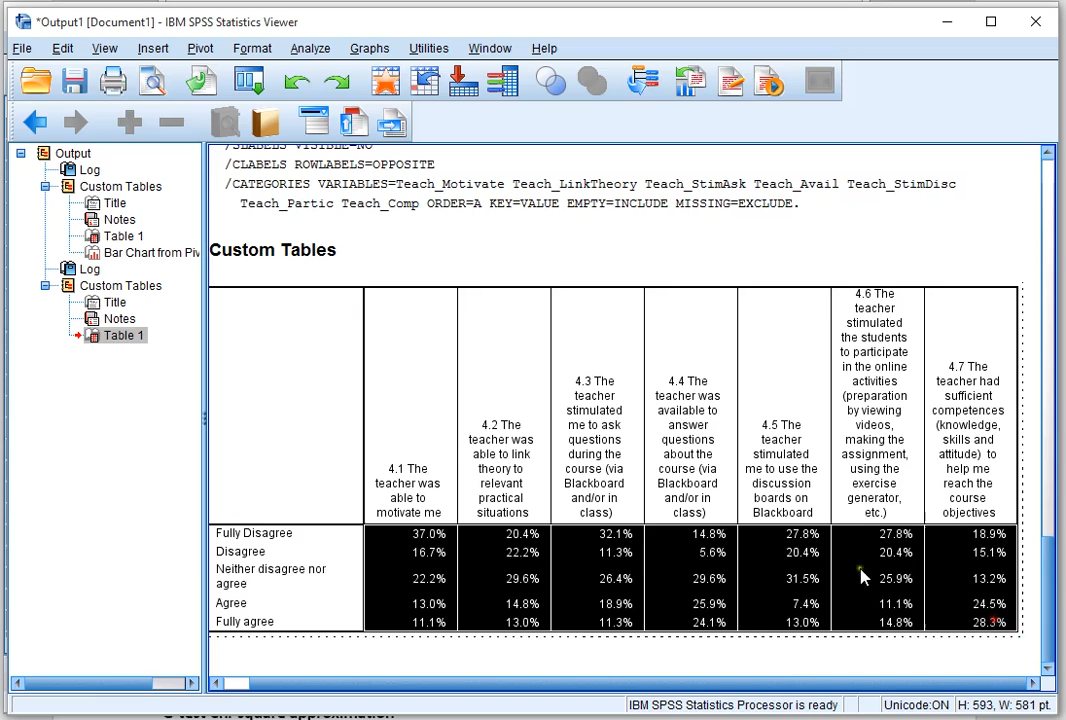 *Output1 [Document1] - IBM SPSS Statistics Viewer
File Edit View Insert Pivot Format Analyze Graphs Utilities Window Help
Output
Log
Custom Tables
Title
Notes
Table 1
Bar Chart from Piv
Log
Custom Tables
Title
Notes
Table 1
/SLABELS VISIBLE=NO
/CLABELS ROWLABELS=OPPOSITE
/CATEGORIES VARIABLES=Teach_Motivate Teach_LinkTheory Teach_StimAsk Teach_Avail Teach_StimDisc
Teach_Partic Teach_Comp ORDER=A KEY=VALUE EMPTY=INCLUDE MISSING=EXCLUDE.
Custom Tables
4.1 The
teacher was
able to
motivate me
4.2 The
teacher was
able to link
theory to
relevant
practical
situations
4.3 The
teacher
stimulated
me to ask
questions
during the
course (via
Blackboard
and/or in
class)
4.4 The
teacher was
available to
answer
questions
about the
course (via
Blackboard
and/or in
class)
4.5 The
teacher
stimulated
me to use the
discussion
boards on
Blackboard
4.6 The
teacher
stimulated
the students
to participate
in the online
activities
(preparation
by viewing
videos,
making the
assignment,
using the
exercise
generator,
etc.)
4.7 The
teacher had
sufficient
competences
(knowledge,
skills and
attitude) to
help me
reach the
course
objectives
Fully Disagree 37.0% 20.4% 32.1% 14.8% 27.8% 27.8% 18.9%
Disagree 16.7% 22.2% 11.3% 5.6% 20.4% 20.4% 15.1%
Neither disagree nor
agree 22.2% 29.6% 26.4% 29.6% 31.5% 25.9% 13.2%
Agree 13.0% 14.8% 18.9% 25.9% 7.4% 11.1% 24.5%
Fully agree 11.1% 13.0% 11.3% 24.1% 13.0% 14.8% 28.3%
IBM SPSS Statistics Processor is ready Unicode:ON H: 593, W: 581 pt.